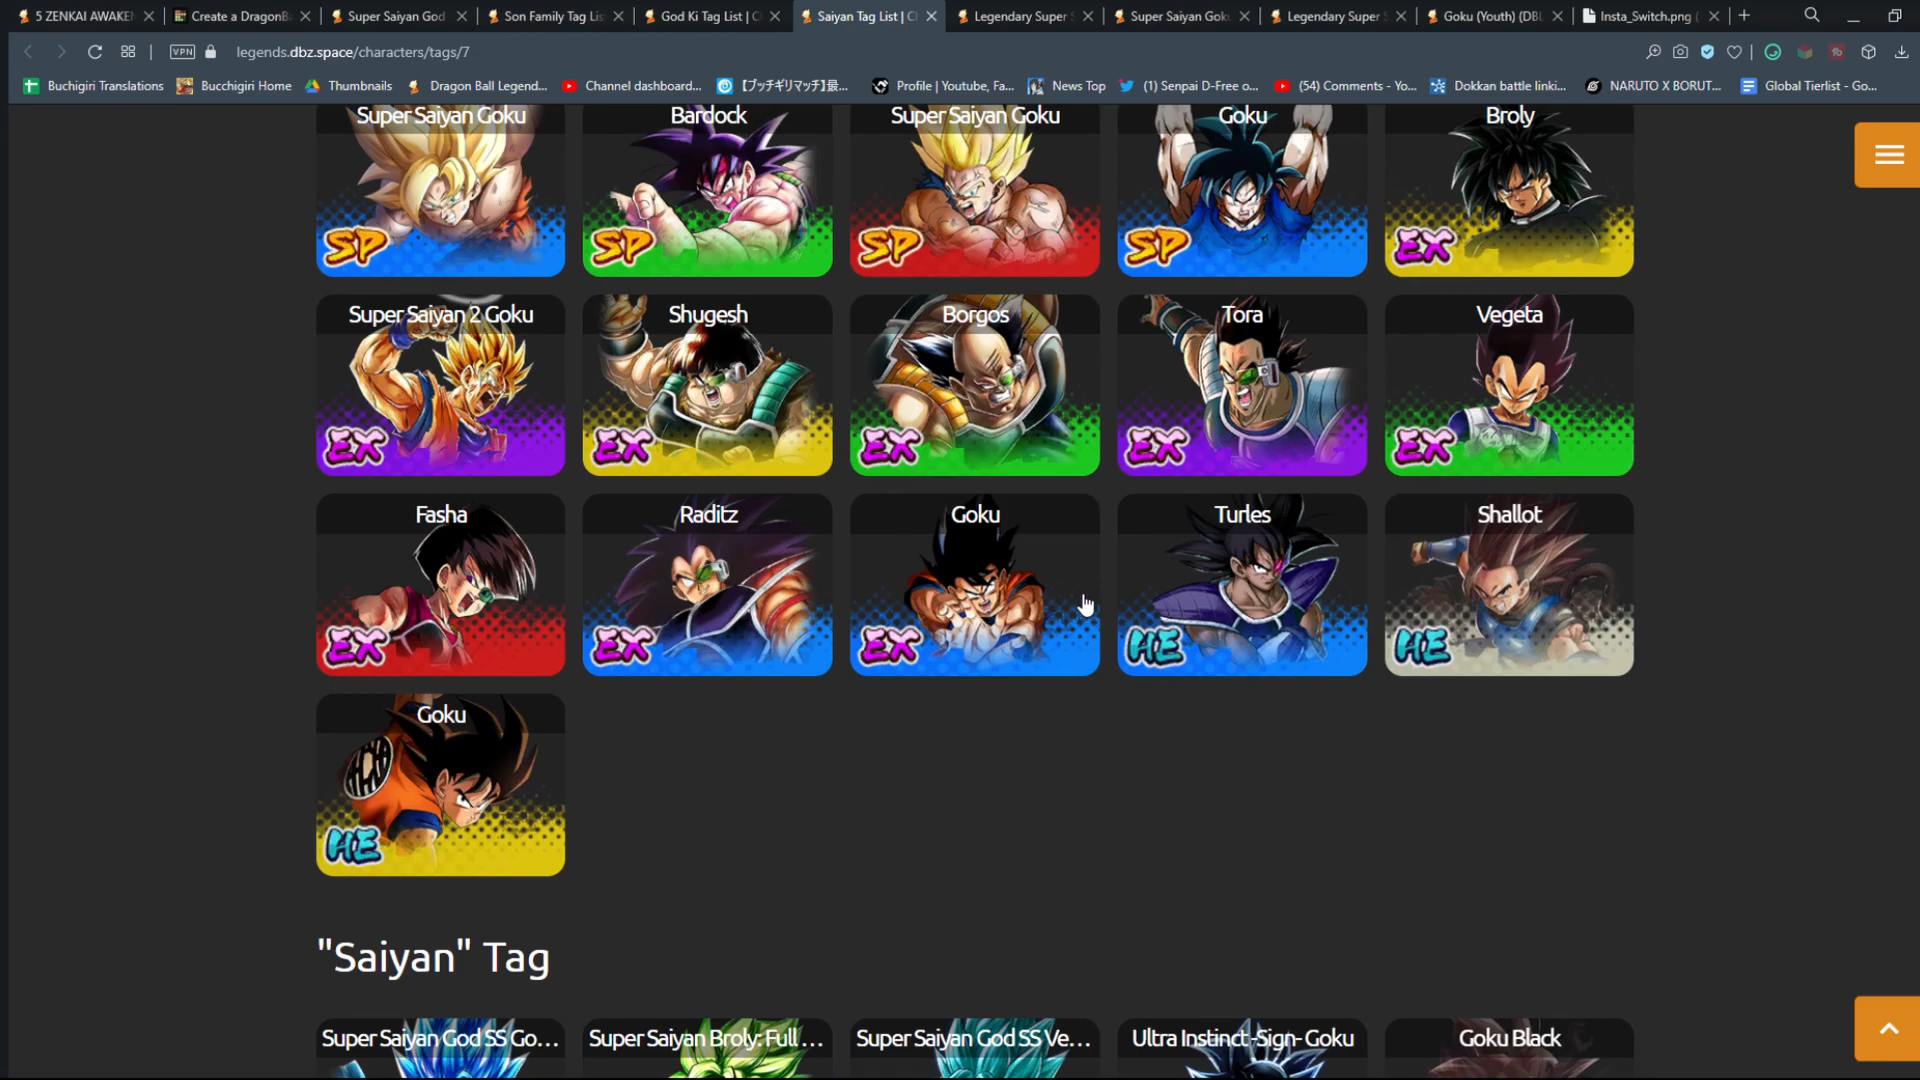 5 ZENKAI AWAKEN
Create a DragonBa
Super Saiyan God
Son Family Tag Lis
God Ki Tag List | C
Saiyan Tag List | C
Legendary Super S
Super Saiyan Goku
Legendary Super S
Goku (Youth) (DBL
Insta_Switch.png (
VPN
legends.dbz.space/characters/tags/7
Buchigiri Translations
Bucchigiri Home
Thumbnails
Dragon Ball Legend...
Channel dashboard...
【ブッチギリマッチ】最...
Profile | Youtube, Fa...
News Top
(1) Senpai D-Free o...
(54) Comments - Yo...
Dokkan battle linki...
NARUTO X BORUT...
Global Tierlist - Go...
Super Saiyan Goku
Bardock
Super Saiyan Goku
Goku
Broly
SP
SP
SP
SP
EX
Super Saiyan 2 Goku
Shugesh
Borgos
Tora
Vegeta
EX
EX
EX
EX
EX
Fasha
Raditz
Goku
Turles
Shallot
EX
EX
EX
HE
HE
Goku
HE
"Saiyan" Tag
Super Saiyan God SS Go...
Super Saiyan Broly: Full ...
Super Saiyan God SS Ve...
Ultra Instinct -Sign- Goku
Goku Black